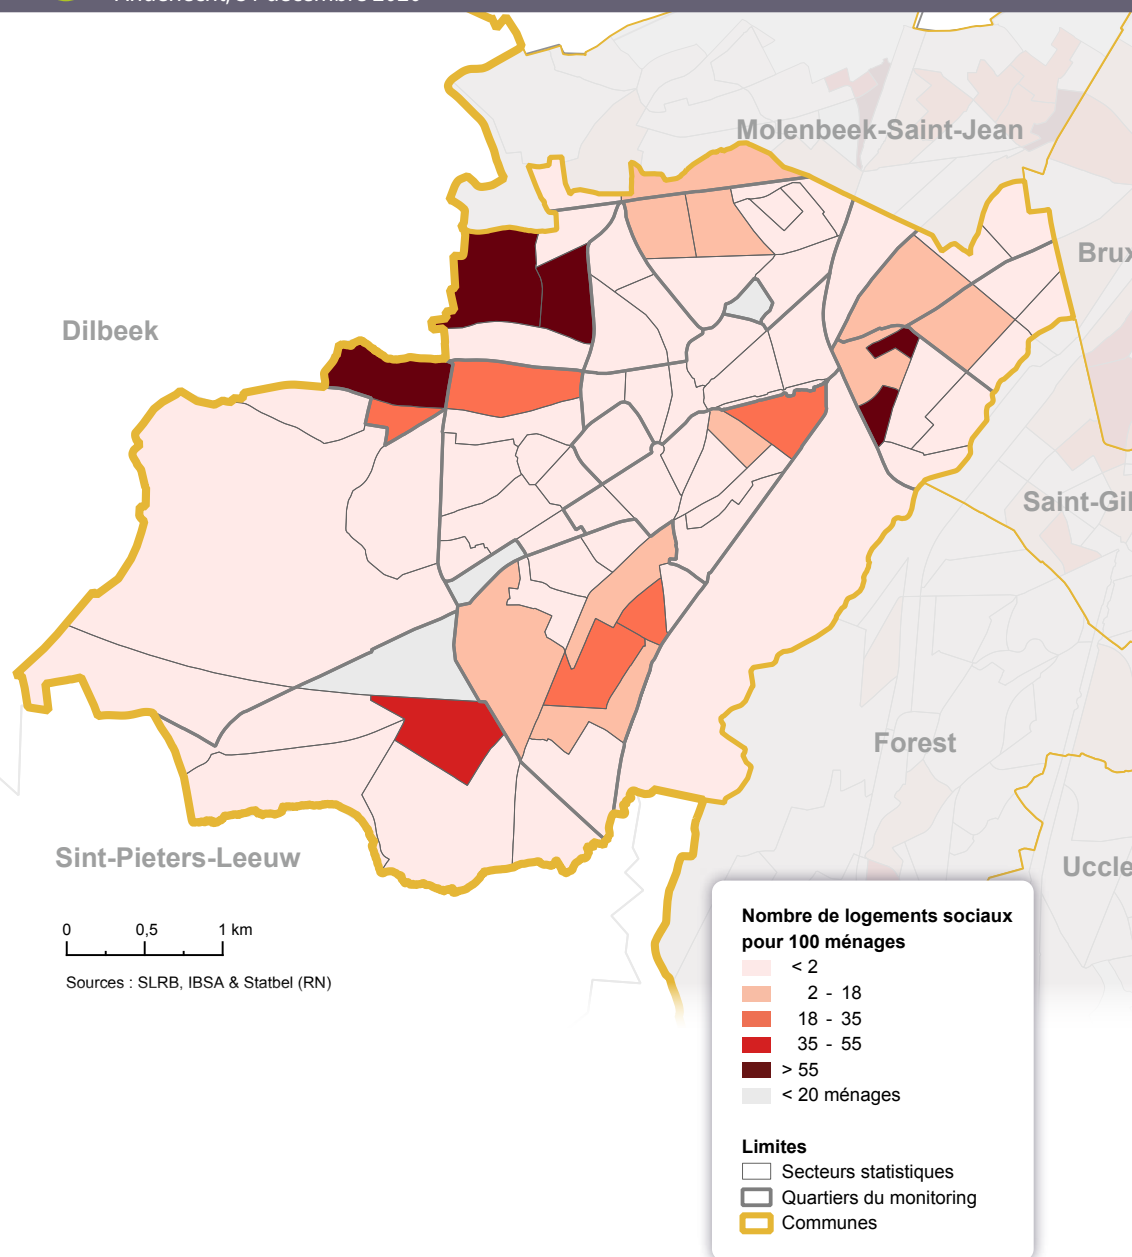 Molenbeek-Saint-Jean
Dilbeek
Forest
Sint-Pieters-Leeuw
Uccle
0 0,5 1 km
Sources : SLRB, IBSA & Statbel (RN)
Nombre de logements sociaux
pour 100 ménages
< 2
2 - 18
18 - 35
35 - 55
> 55
< 20 ménages
Limites
Secteurs statistiques
Quartiers du monitoring
Communes